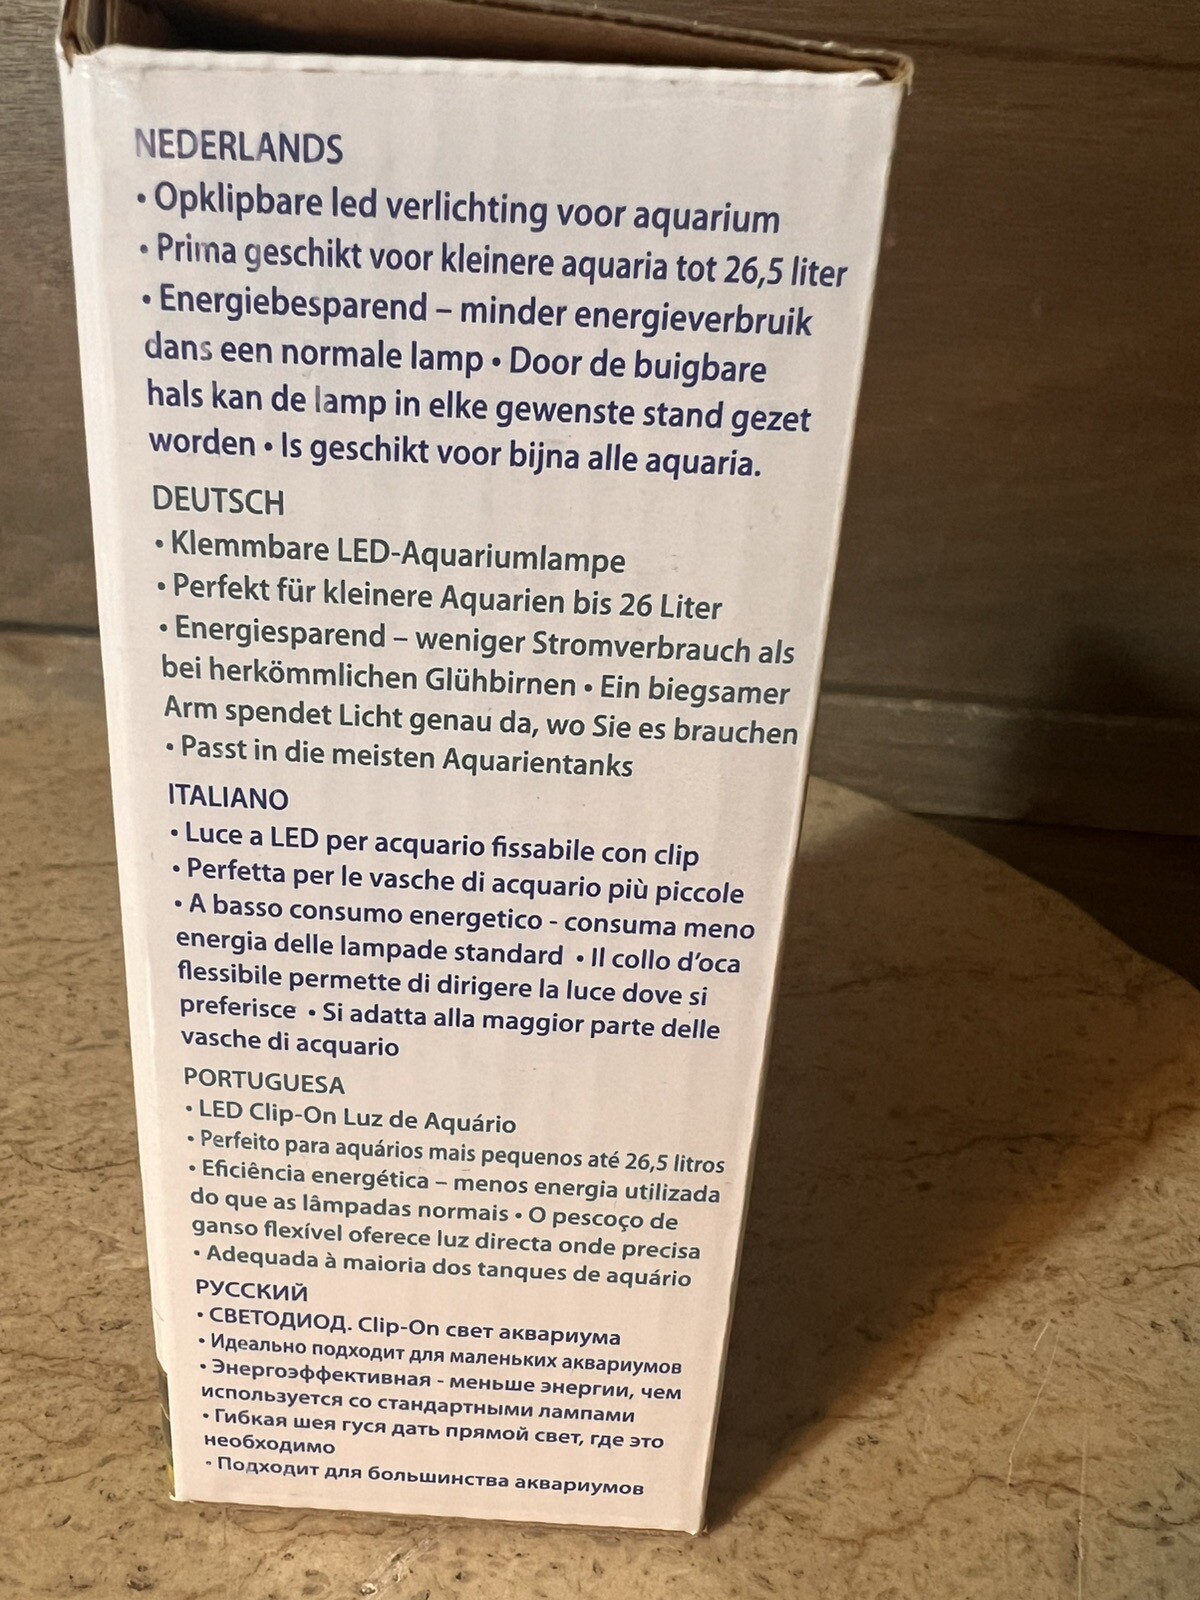 NEDERLANDS
• Opklipbare led verlichting voor aquarium
• Prima geschikt voor kleinere aquaria tot 26,5 liter
• Energiebesparend – minder energieverbruik
dans een normale lamp • Door de buigbare
hals kan de lamp in elke gewenste stand gezet
worden • Is geschikt voor bijna alle aquaria.
DEUTSCH
• Klemmbare LED-Aquariumlampe
• Perfekt für kleinere Aquarien bis 26 Liter
• Energiesparend – weniger Stromverbrauch als
bei herkömmlichen Glühbirnen • Ein biegsamer
Arm spendet Licht genau da, wo Sie es brauchen
• Passt in die meisten Aquarientanks
ITALIANO
• Luce a LED per acquario fissabile con clip
• Perfetta per le vasche di acquario più piccole
• A basso consumo energetico - consuma meno
energia delle lampade standard • Il collo d’oca
flessibile permette di dirigere la luce dove si
preferisce • Si adatta alla maggior parte delle
vasche di acquario
PORTUGUESA
• LED Clip-On Luz de Aquário
• Perfeito para aquários mais pequenos até 26,5 litros
• Eficiência energética – menos energia utilizada
do que as lâmpadas normais • O pescoço de
ganso flexível oferece luz directa onde precisa
• Adequada à maioria dos tanques de aquário
РУССКИЙ
• СВЕТОДИОД. Clip-On свет аквариума
• Идеально подходит для маленьких аквариумов
• Энергоэффективная - меньше энергии, чем
используется со стандартными лампами
• Гибкая шея гуся дать прямой свет, где это
необходимо
• Подходит для большинства аквариумов